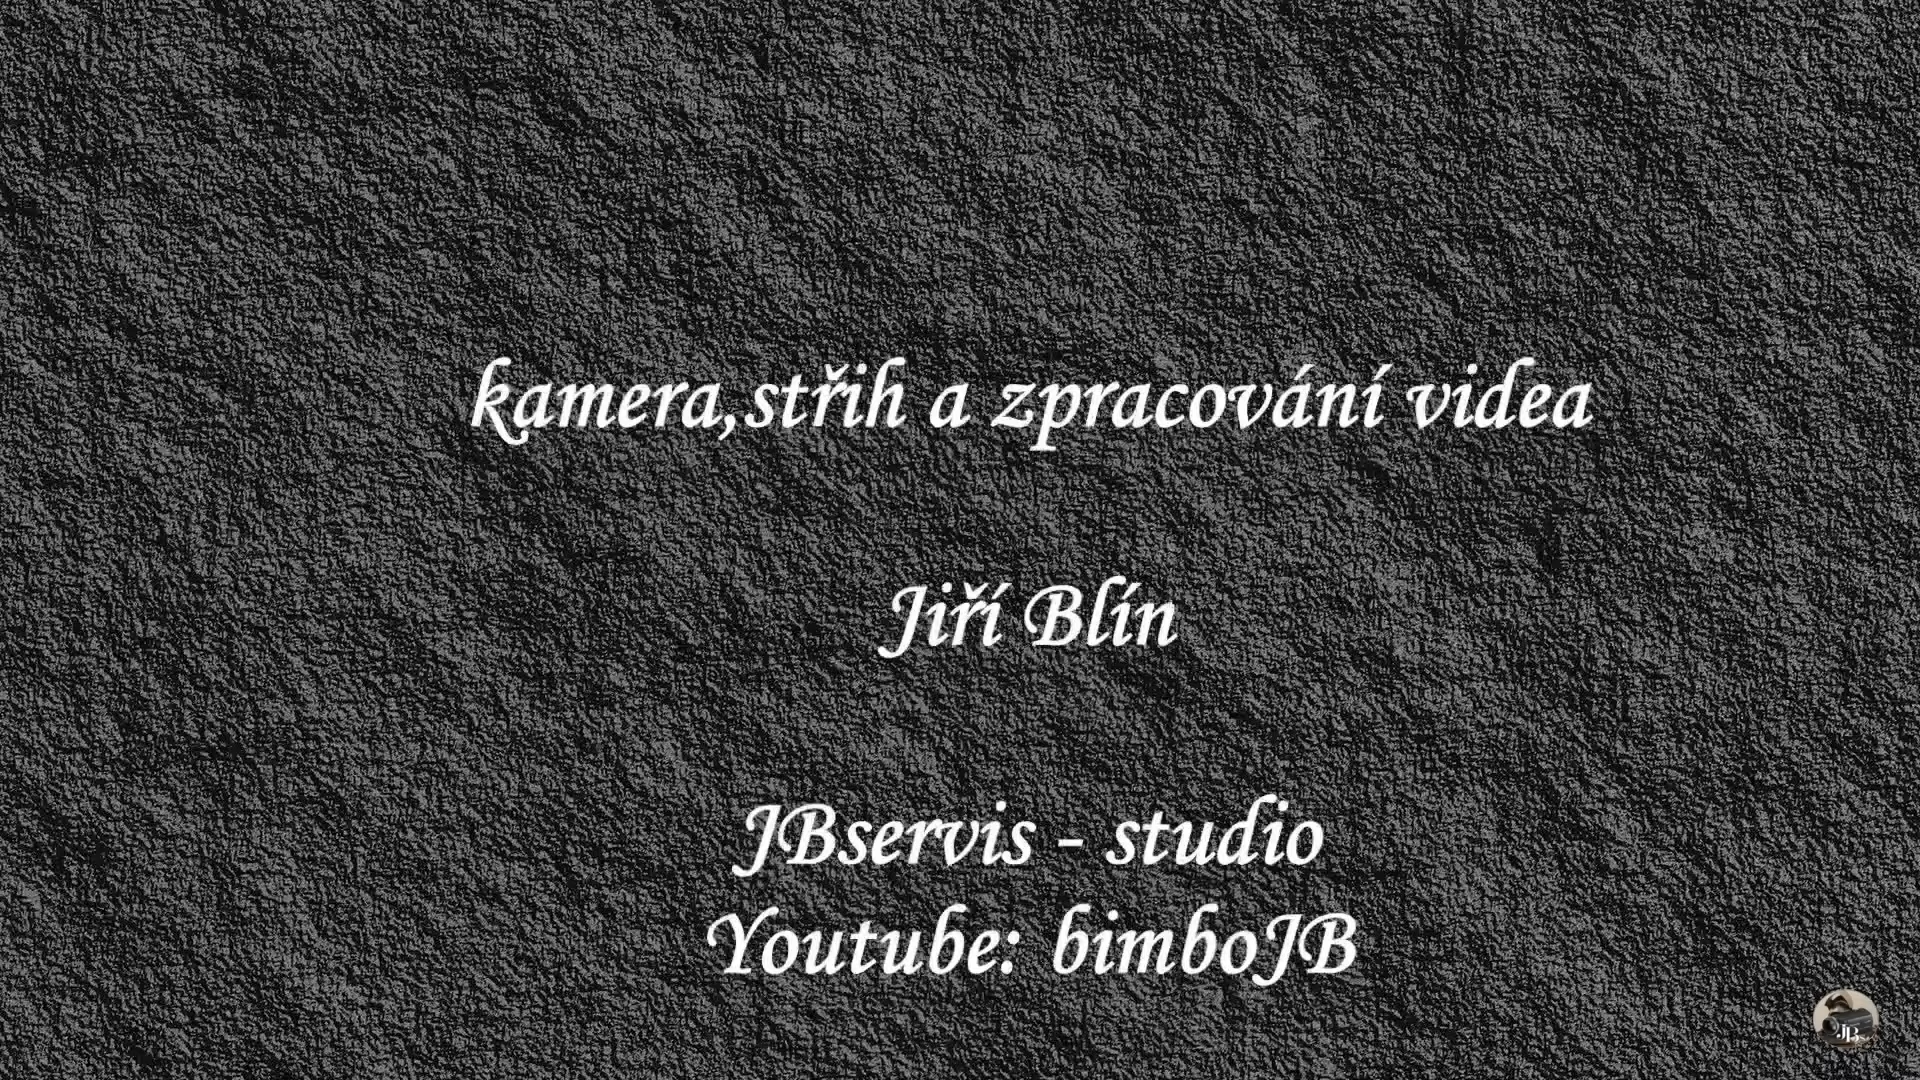 kamera,střih a zpracování videa
Jiří Blín
JBservis - studio
Youtube: bimboJB